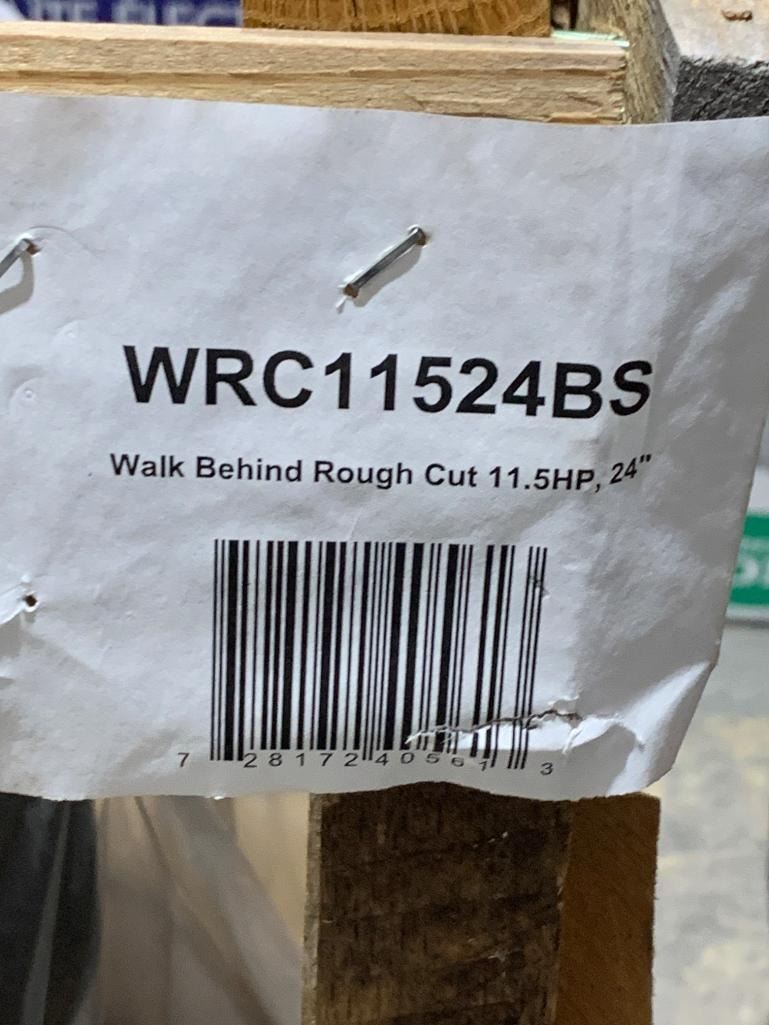 WRC11524BS
Walk Behind Rough Cut 11.5HP, 24"
7 28172 40561 3